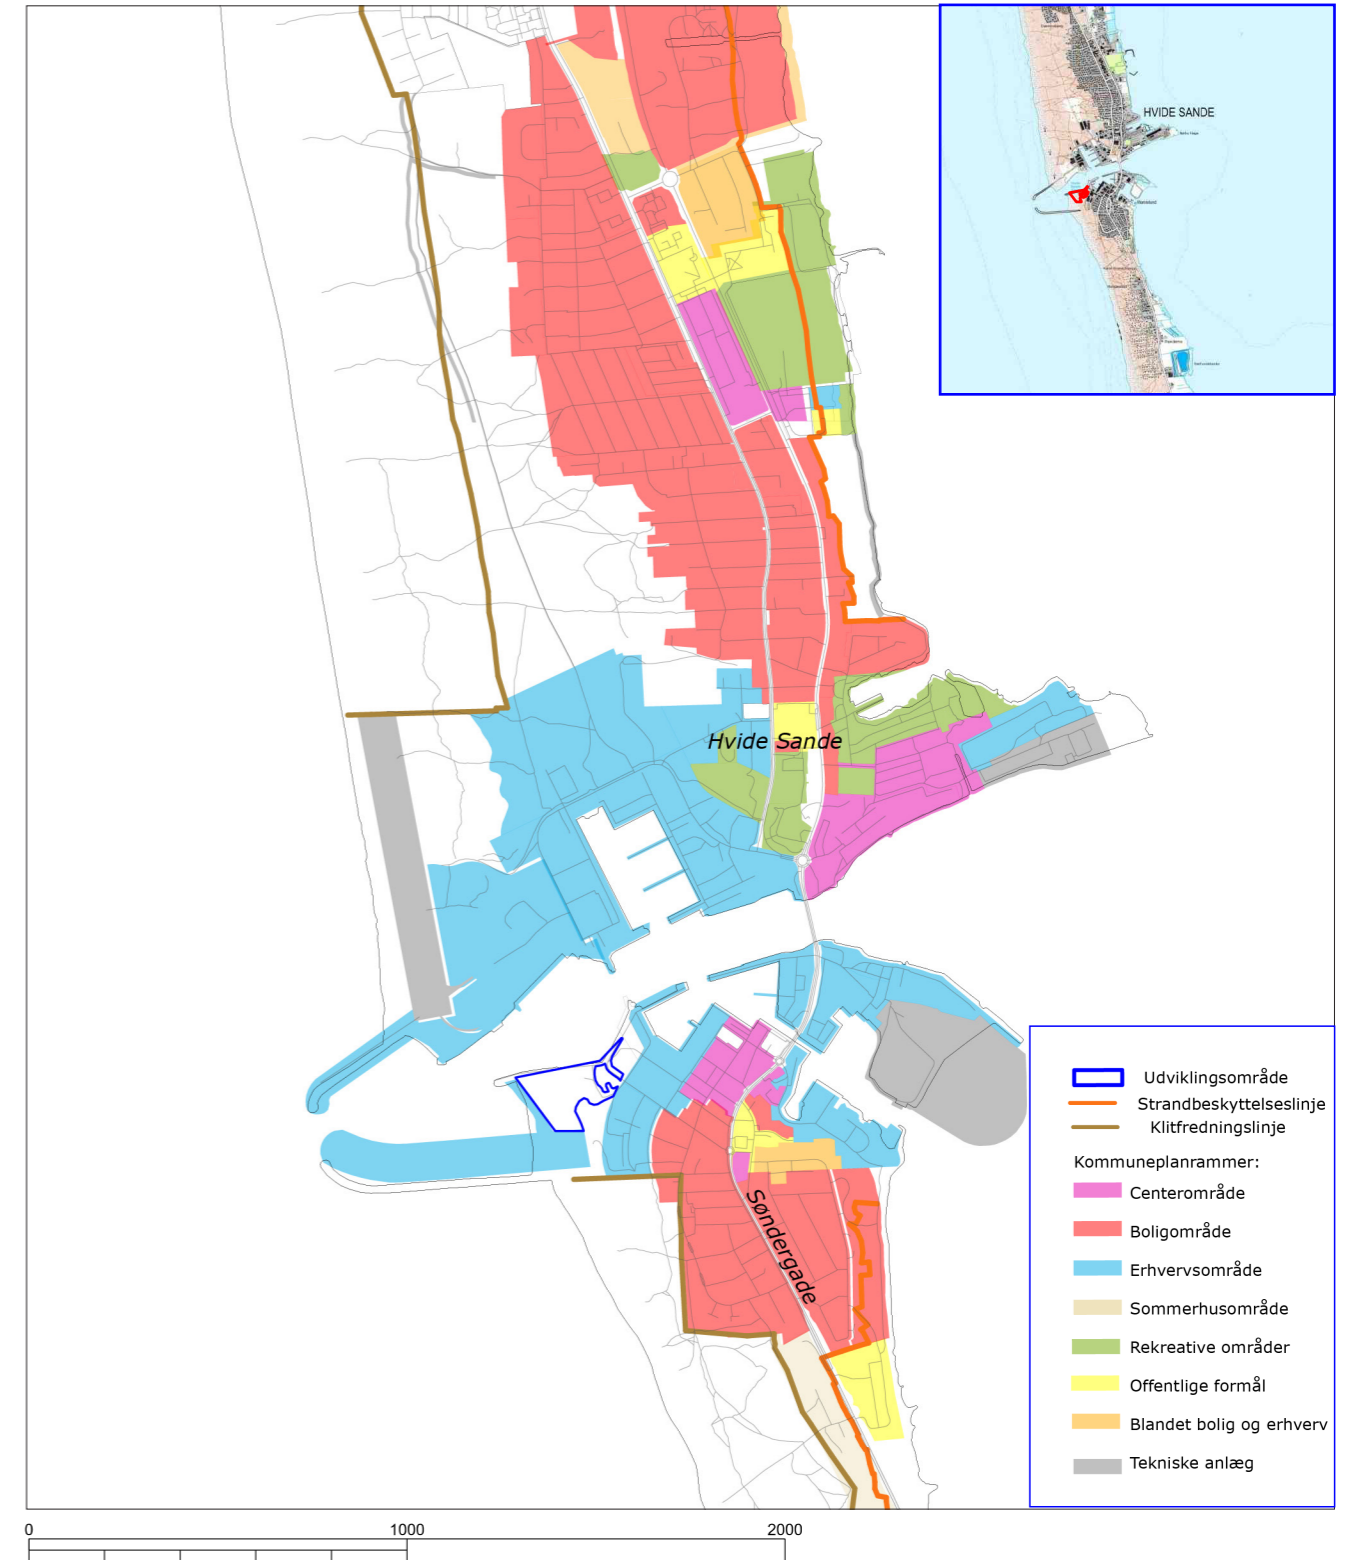 HVIDE SANDE
Hvide Sande
Søndergade
Udviklingsområde
Strandbeskyttelseslinje
Klitfredningslinje
Kommuneplanrammer:
Centerområde
Boligområde
Erhvervsområde
Sommerhusområde
Rekreative områder
Offentlige formål
Blandet bolig og erhverv
Tekniske anlæg
0 1000 2000